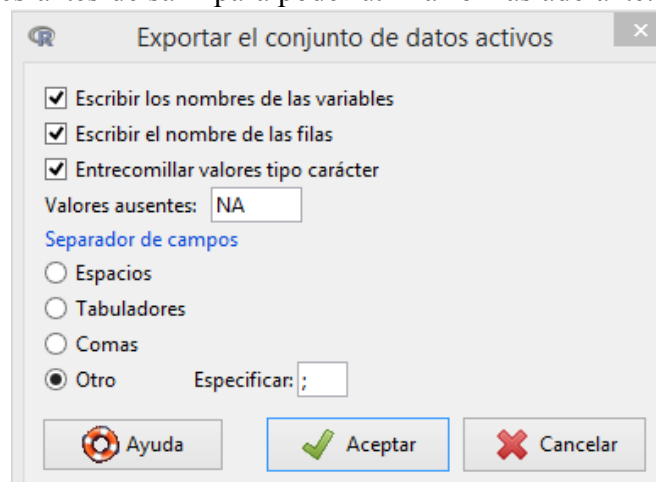 Exportar el conjunto de datos activos
Escribir los nombres de las variables
Escribir el nombre de las filas
Entrecomillar valores tipo carácter
Valores ausentes: NA
Separador de campos
Espacios
Tabuladores
Comas
Otro Especificar: ;
Ayuda Aceptar Cancelar